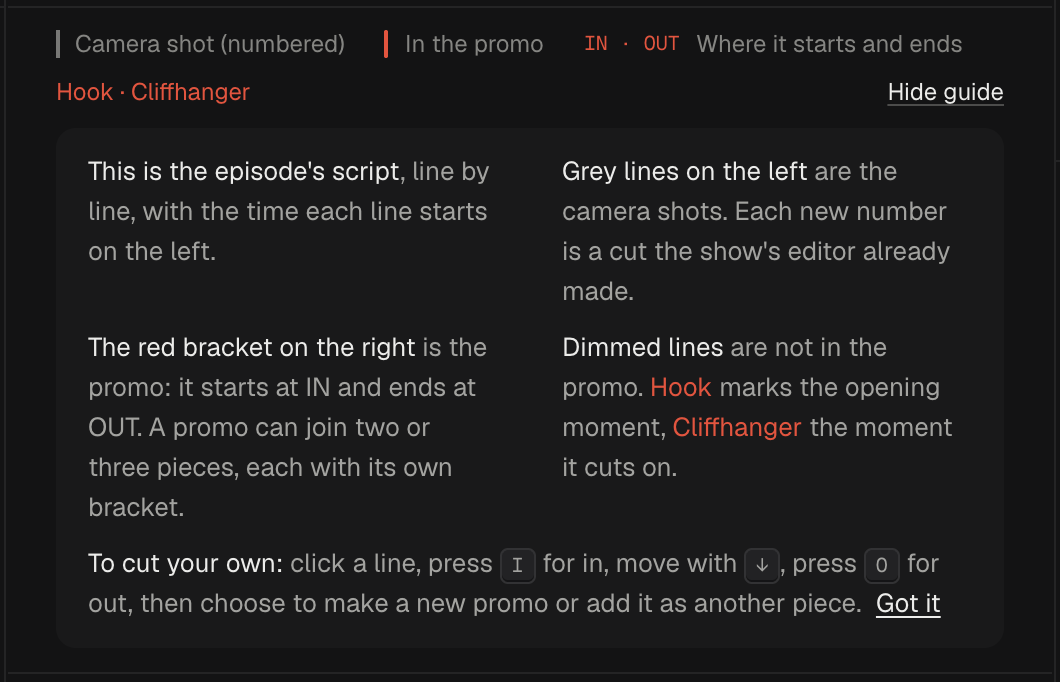 Camera shot (numbered) In the promo IN · OUT Where it starts and ends
Hook · Cliffhanger Hide guide
This is the episode's script, line by
line, with the time each line starts
on the left.
Grey lines on the left are the
camera shots. Each new number
is a cut the show's editor already
made.
The red bracket on the right is the
promo: it starts at IN and ends at
OUT. A promo can join two or
three pieces, each with its own
bracket.
Dimmed lines are not in the
promo. Hook marks the opening
moment, Cliffhanger the moment
it cuts on.
To cut your own: click a line, press I for in, move with ↓, press O for
out, then choose to make a new promo or add it as another piece. Got it